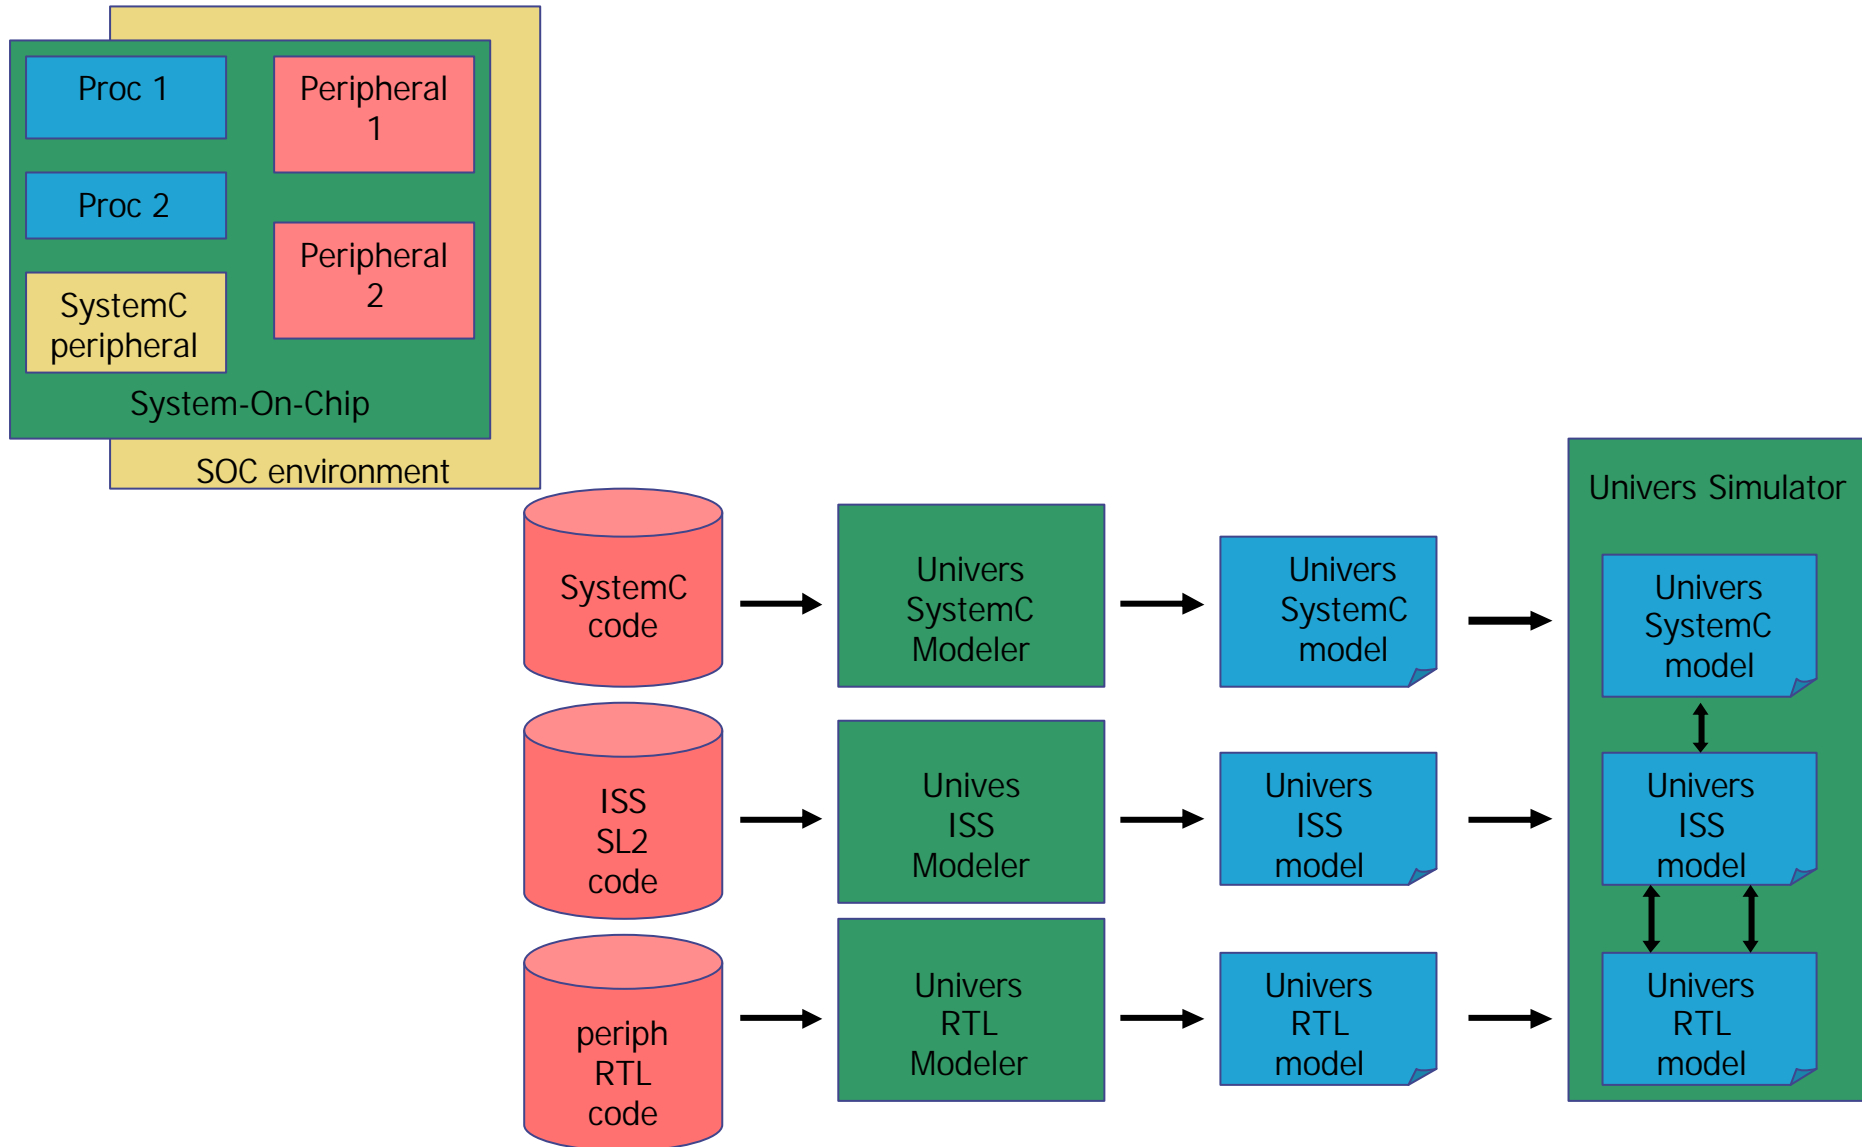 Proc 1
Peripheral
1
Proc 2
Peripheral
2
SystemC
peripheral
System-On-Chip
SOC environment
SystemC
code
Univers
SystemC
Modeler
Univers
SystemC
model
Univers Simulator
Univers
SystemC
model
ISS
SL2
code
Unives
ISS
Modeler
Univers
ISS
model
Univers
ISS
model
periph
RTL
code
Univers
RTL
Modeler
Univers
RTL
model
Univers
RTL
model